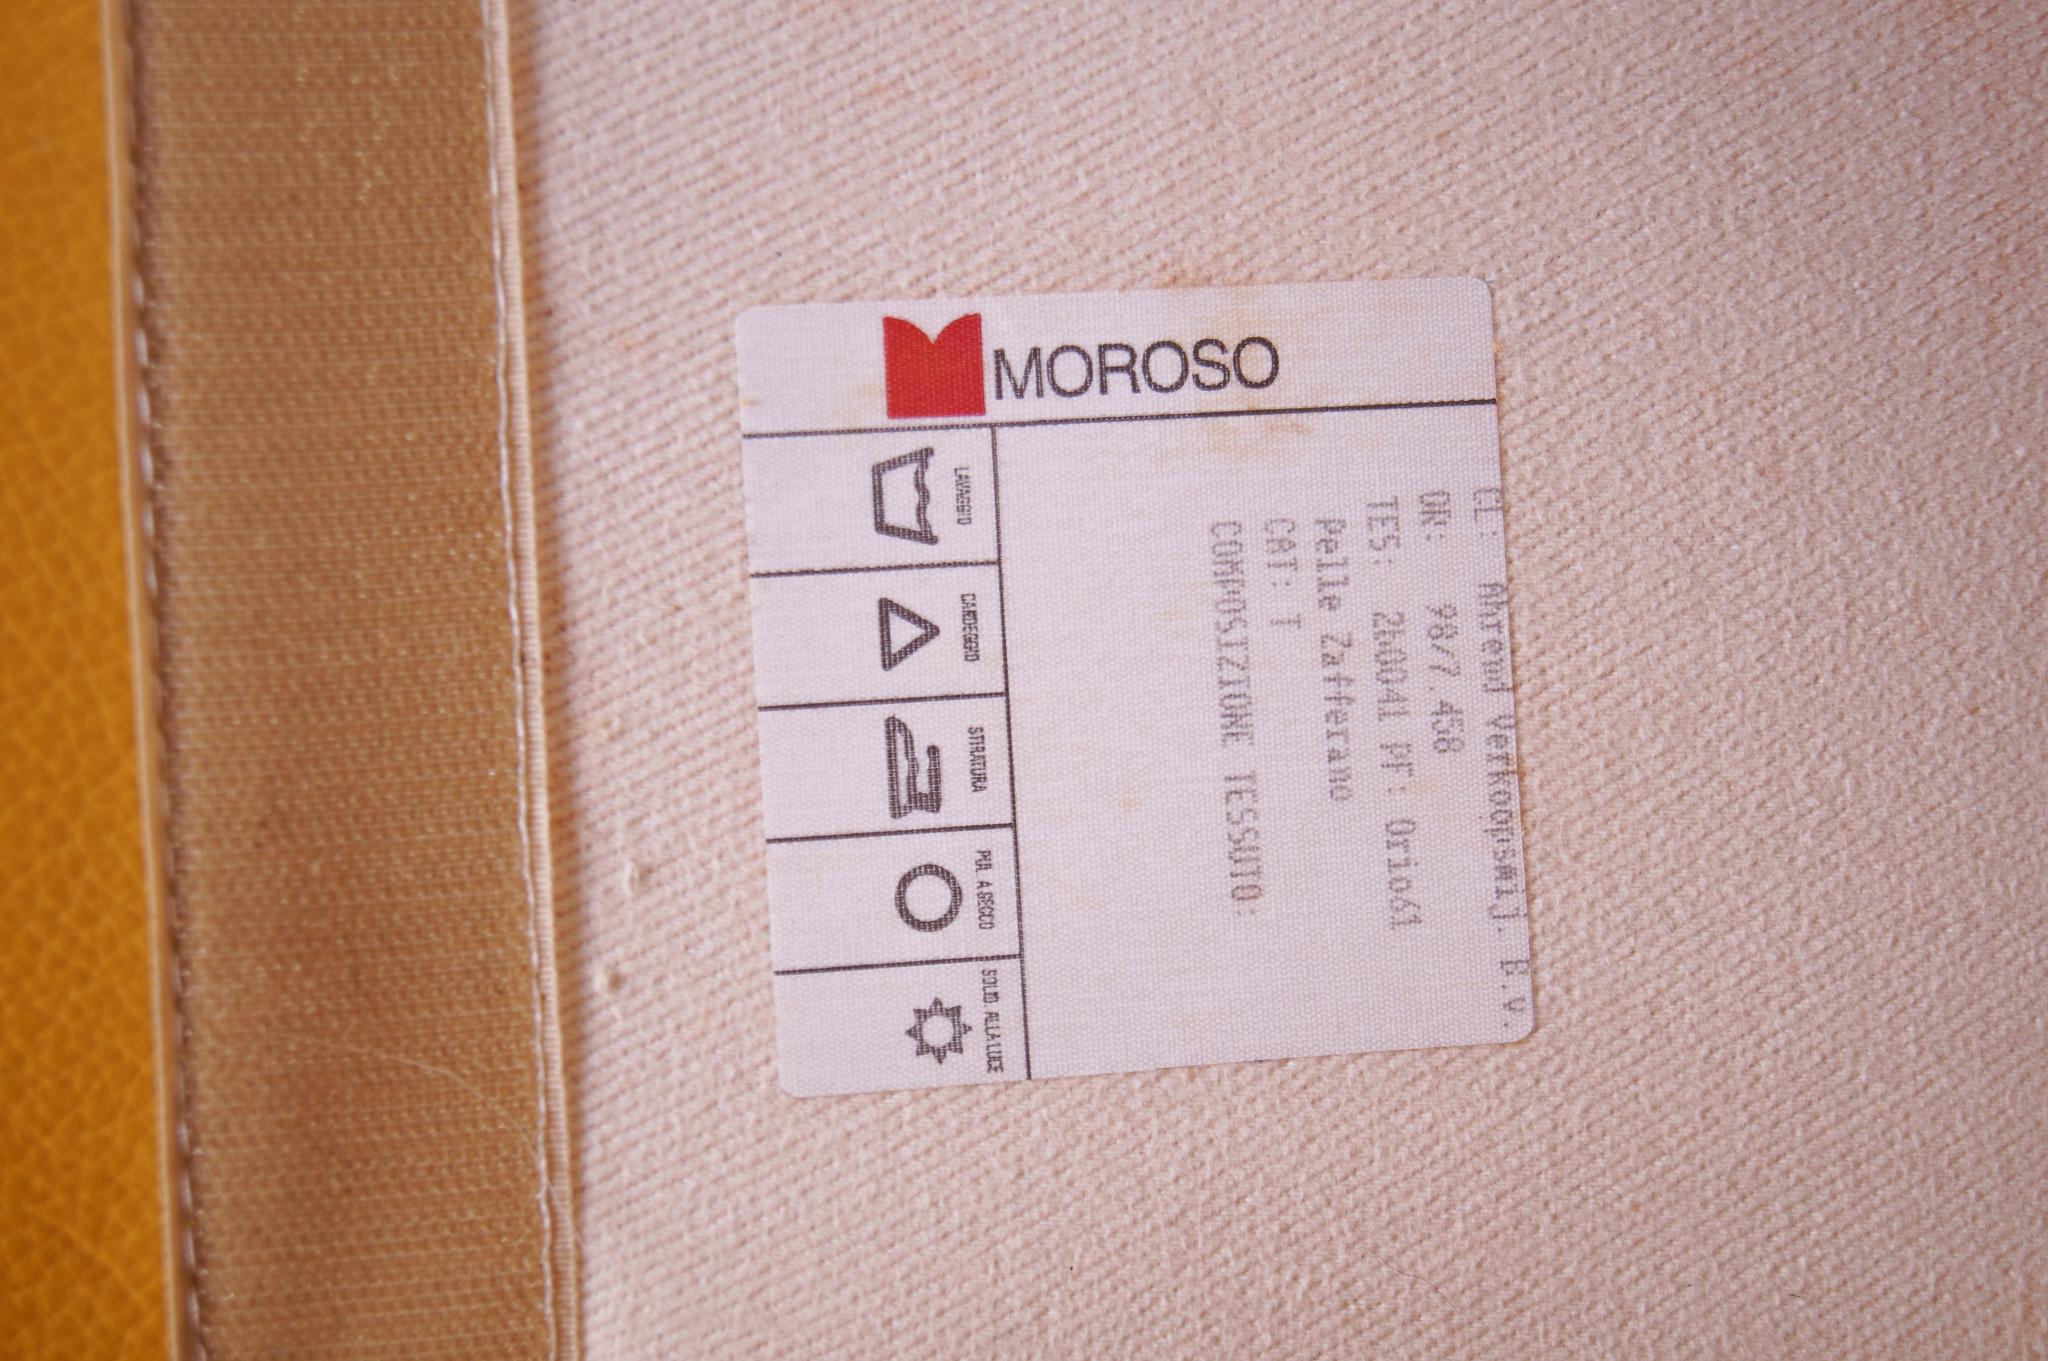 MOROSO
LAVAGGIO
CANDEGGIO
STIRATURA
PUL. A SECCO
SOLID. ALLA LUCE
CL: Ahrend Verkoopsmij. B.V.
OR: 98/7.458
TES: 2h0041 PF: Orio61
Pelle Zafferano
CAT: T
COMPOSIZIONE TESSUTO: